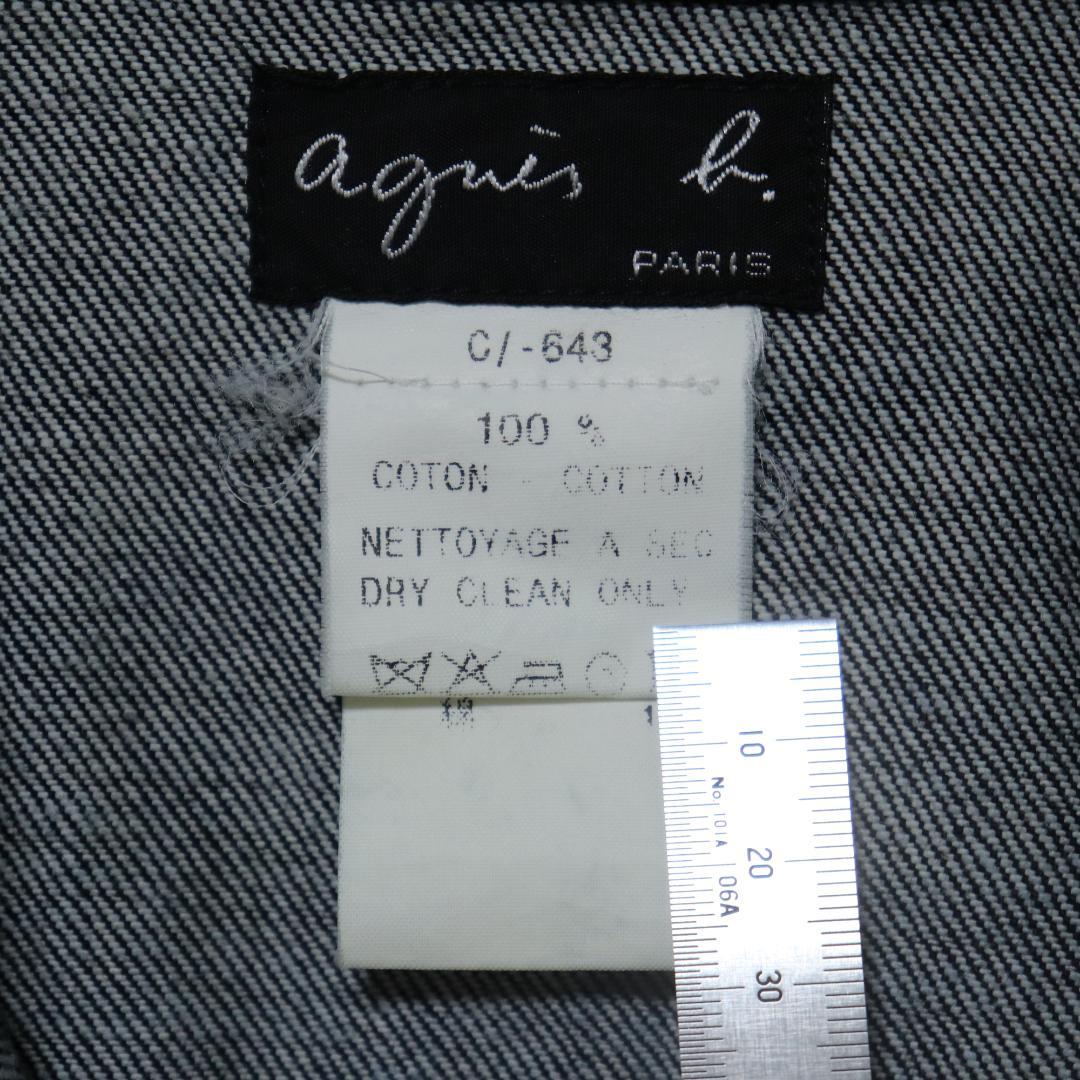 agnès b.
PARIS
C/-643
100 %
COTON - COTTON
NETTOYAGE A SEC
DRY CLEAN ONLY
10
No. 101A 06A
20
30